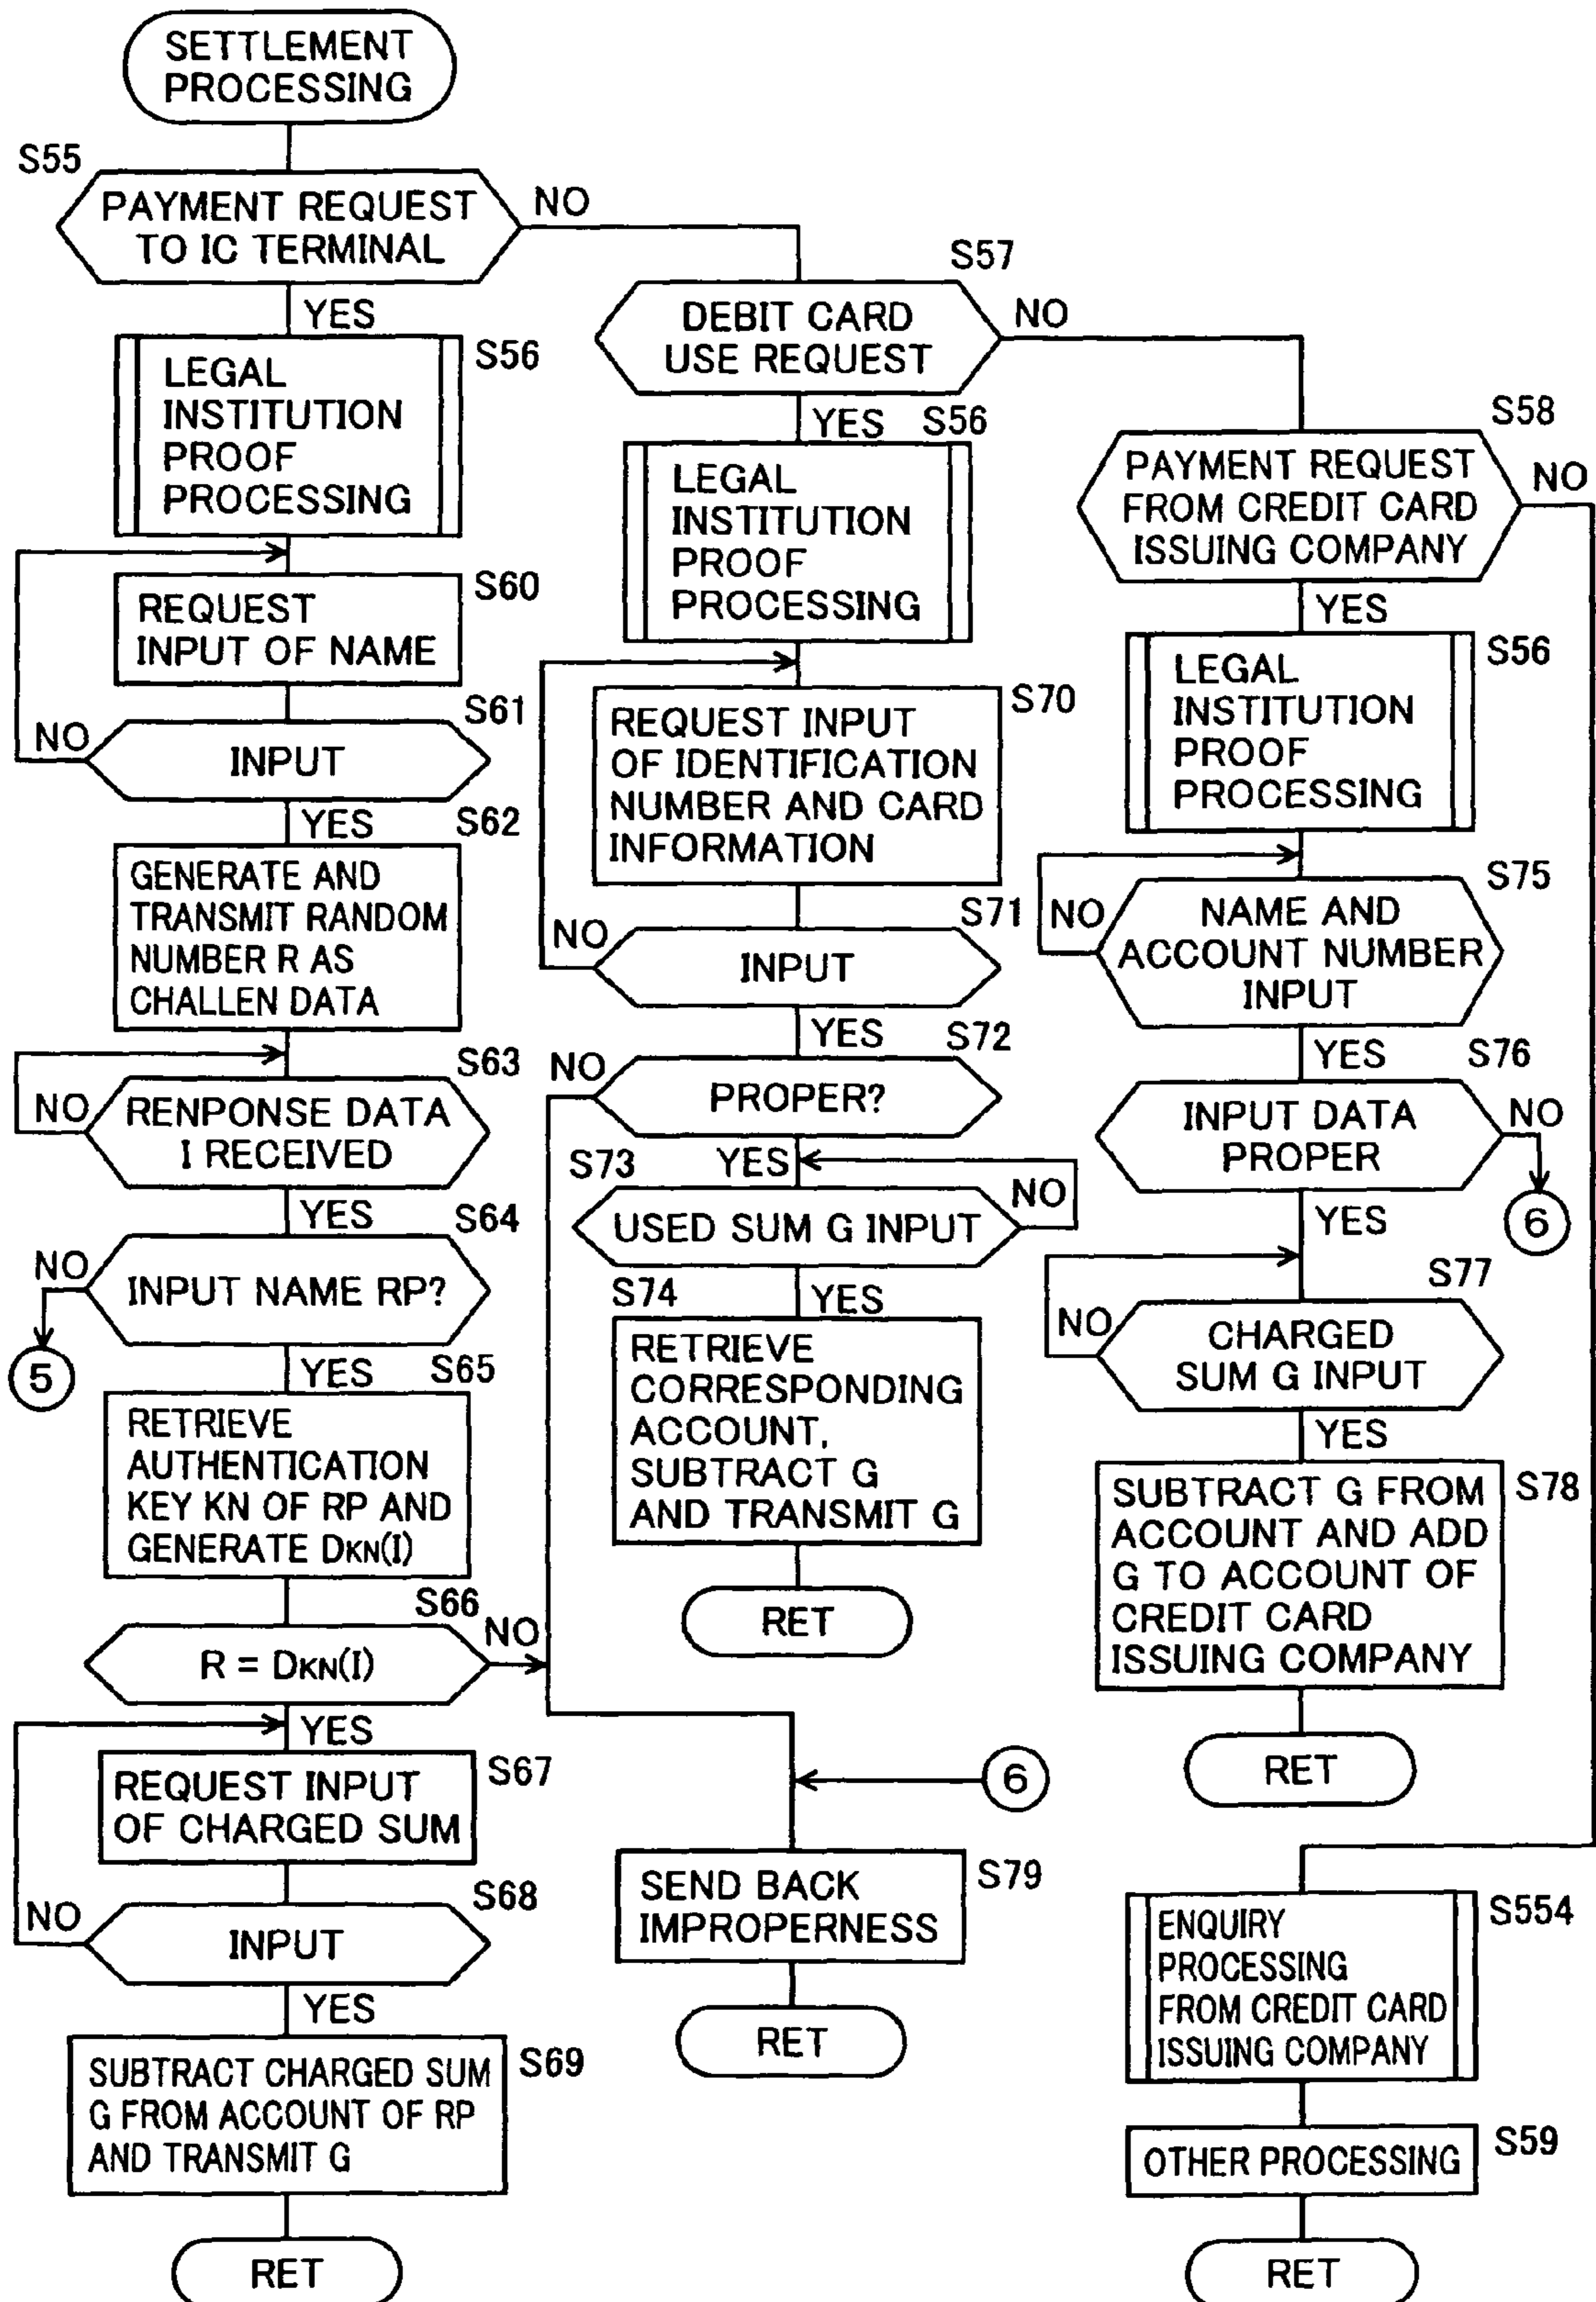 SETTLEMENT
PROCESSING
S55
PAYMENT REQUEST
TO IC TERMINAL
NO
YES
S56
LEGAL
INSTITUTION
PROOF
PROCESSING
S60
REQUEST
INPUT OF NAME
S61
NO
INPUT
YES
S62
GENERATE AND
TRANSMIT RANDOM
NUMBER R AS
CHALLEN DATA
S63
NO
RENPONSE DATA
I RECEIVED
YES
S64
NO
INPUT NAME RP?
5
YES
S65
RETRIEVE
AUTHENTICATION
KEY KN OF RP AND
GENERATE DKN(I)
S66
NO
R = DKN(I)
YES
S67
REQUEST INPUT
OF CHARGED SUM
S68
NO
INPUT
YES
S69
SUBTRACT CHARGED SUM
G FROM ACCOUNT OF RP
AND TRANSMIT G
RET
S57
DEBIT CARD
USE REQUEST
NO
YES
S56
LEGAL
INSTITUTION
PROOF
PROCESSING
S70
REQUEST INPUT
OF IDENTIFICATION
NUMBER AND CARD
INFORMATION
S71
NO
INPUT
YES
S72
NO
PROPER?
S73
YES
NO
USED SUM G INPUT
S74
YES
RETRIEVE
CORRESPONDING
ACCOUNT,
SUBTRACT G
AND TRANSMIT G
RET
6
S79
SEND BACK
IMPROPERNESS
RET
S58
PAYMENT REQUEST
FROM CREDIT CARD
ISSUING COMPANY
NO
YES
S56
LEGAL
INSTITUTION
PROOF
PROCESSING
S75
NO
NAME AND
ACCOUNT NUMBER
INPUT
YES
S76
INPUT DATA
PROPER
NO
6
YES
S77
NO
CHARGED
SUM G INPUT
YES
S78
SUBTRACT G FROM
ACCOUNT AND ADD
G TO ACCOUNT OF
CREDIT CARD
ISSUING COMPANY
RET
S554
ENQUIRY
PROCESSING
FROM CREDIT CARD
ISSUING COMPANY
S59
OTHER PROCESSING
RET